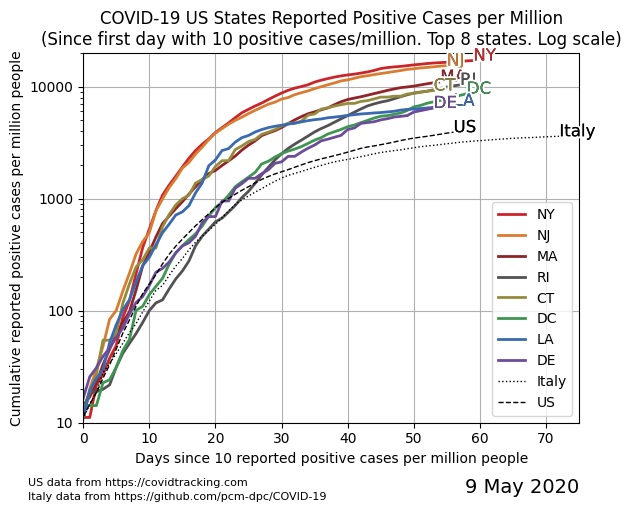 COVID-19 US States Reported Positive Cases per Million
(Since first day with 10 positive cases/million. Top 8 states. Log scale)
Cumulative reported positive cases per million people
10000
1000
100
10
NY
NJ
MA
RI
CT
DC
LA
DE
US
Italy
NY
NJ
MA
RI
CT
DC
LA
DE
Italy
US
0 10 20 30 40 50 60 70
Days since 10 reported positive cases per million people
US data from https://covidtracking.com
Italy data from https://github.com/pcm-dpc/COVID-19
9 May 2020